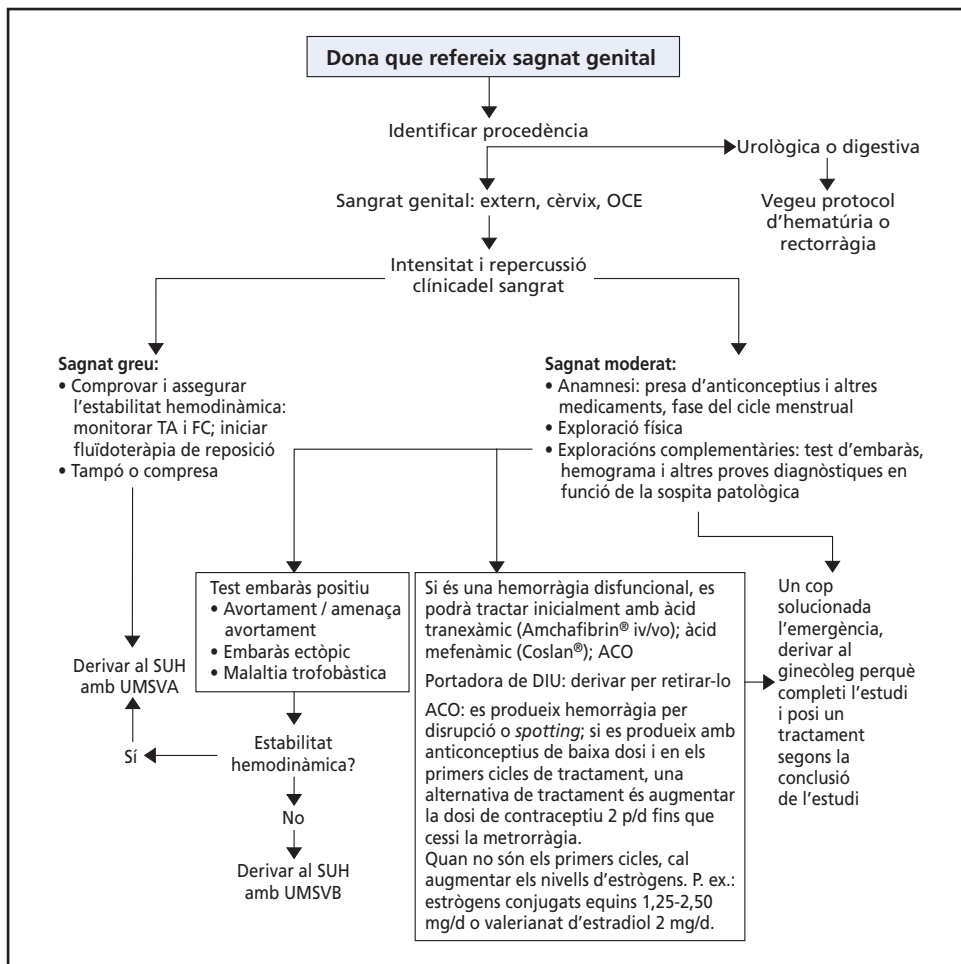 Dona que refereix sagnat genital
Identificar procedència
Urològica o digestiva
Sangrat genital: extern, cèrvix, OCE
Vegeu protocol
d’hematúria o
rectorràgia
Intensitat i repercussió
clínicadel sangrat
Sagnat greu:
• Comprovar i assegurar
l’estabilitat hemodinàmica:
monitorar TA i FC; iniciar
fluïdoteràpia de reposició
• Tampó o compresa
Sagnat moderat:
• Anamnesi: presa d’anticonceptius i altres
medicaments, fase del cicle menstrual
• Exploració física
• Exploracións complementàries: test d’embaràs,
hemograma i altres proves diagnòstiques en
funció de la sospita patològica
Test embaràs positiu
• Avortament / amenaça
avortament
• Embaràs ectòpic
• Malaltia trofobàstica
Si és una hemorràgia disfuncional, es
podrà tractar inicialment amb àcid
tranexàmic (Amchafibrin® iv/vo); àcid
mefenàmic (Coslan®); ACO
Portadora de DIU: derivar per retirar-lo
ACO: es produeix hemorràgia per
disrupció o spotting; si es produeix amb
anticonceptius de baixa dosi i en els
primers cicles de tractament, una
alternativa de tractament és augmentar
la dosi de contraceptiu 2 p/d fins que
cessi la metrorràgia.
Quan no són els primers cicles, cal
augmentar els nivells d’estrògens. P. ex.:
estrògens conjugats equins 1,25-2,50
mg/d o valerianat d’estradiol 2 mg/d.
Un cop
solucionada
l’emergència,
derivar al
ginecòleg perquè
completi l’estudi
i posi un
tractament
segons la
conclusió
de l’estudi
Derivar al SUH
amb UMSVA
Sí
Estabilitat
hemodinàmica?
No
Derivar al SUH
amb UMSVB